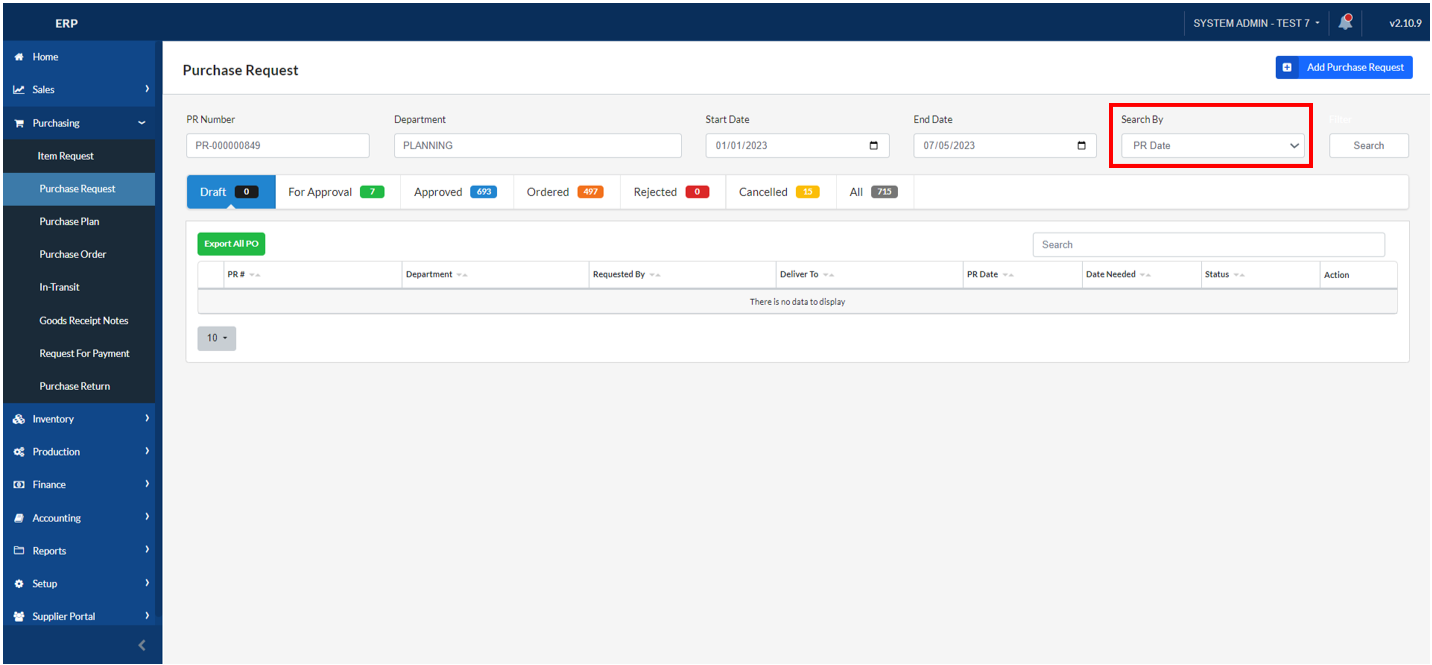 ERP
SYSTEM ADMIN - TEST 7
v2.10.9
Home
Sales
Purchasing
Item Request
Purchase Request
Purchase Plan
Purchase Order
In-Transit
Goods Receipt Notes
Request For Payment
Purchase Return
Inventory
Production
Finance
Accounting
Reports
Setup
Supplier Portal
Purchase Request
Add Purchase Request
PR Number Department Start Date End Date Search By Filter
PR-000000849 PLANNING 01/01/2023 07/05/2023 PR Date Search
Draft 0 For Approval 7 Approved 693 Ordered 497 Rejected 0 Cancelled 15 All 715
Export All PO Search
PR # Department Requested By Deliver To PR Date Date Needed Status Action
There is no data to display
10